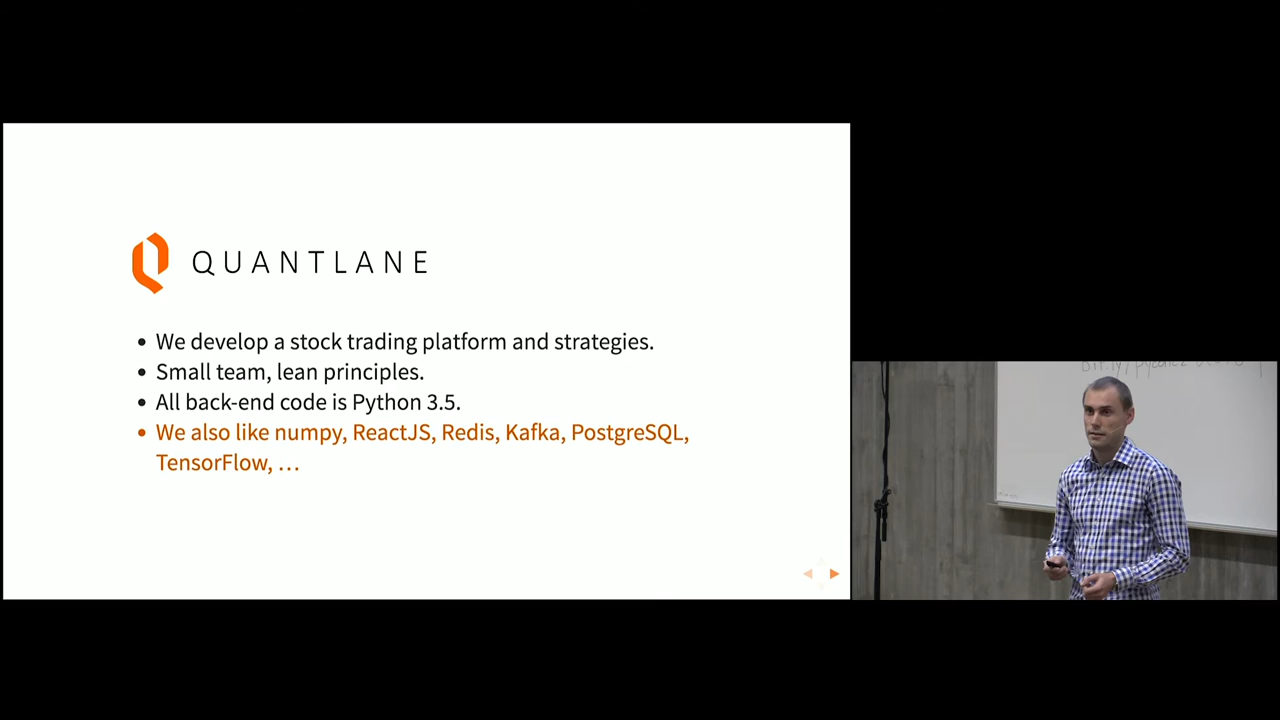 QUANTLANE
• We develop a stock trading platform and strategies.
• Small team, lean principles.
• All back-end code is Python 3.5.
• We also like numpy, ReactJS, Redis, Kafka, PostgreSQL,
TensorFlow, …